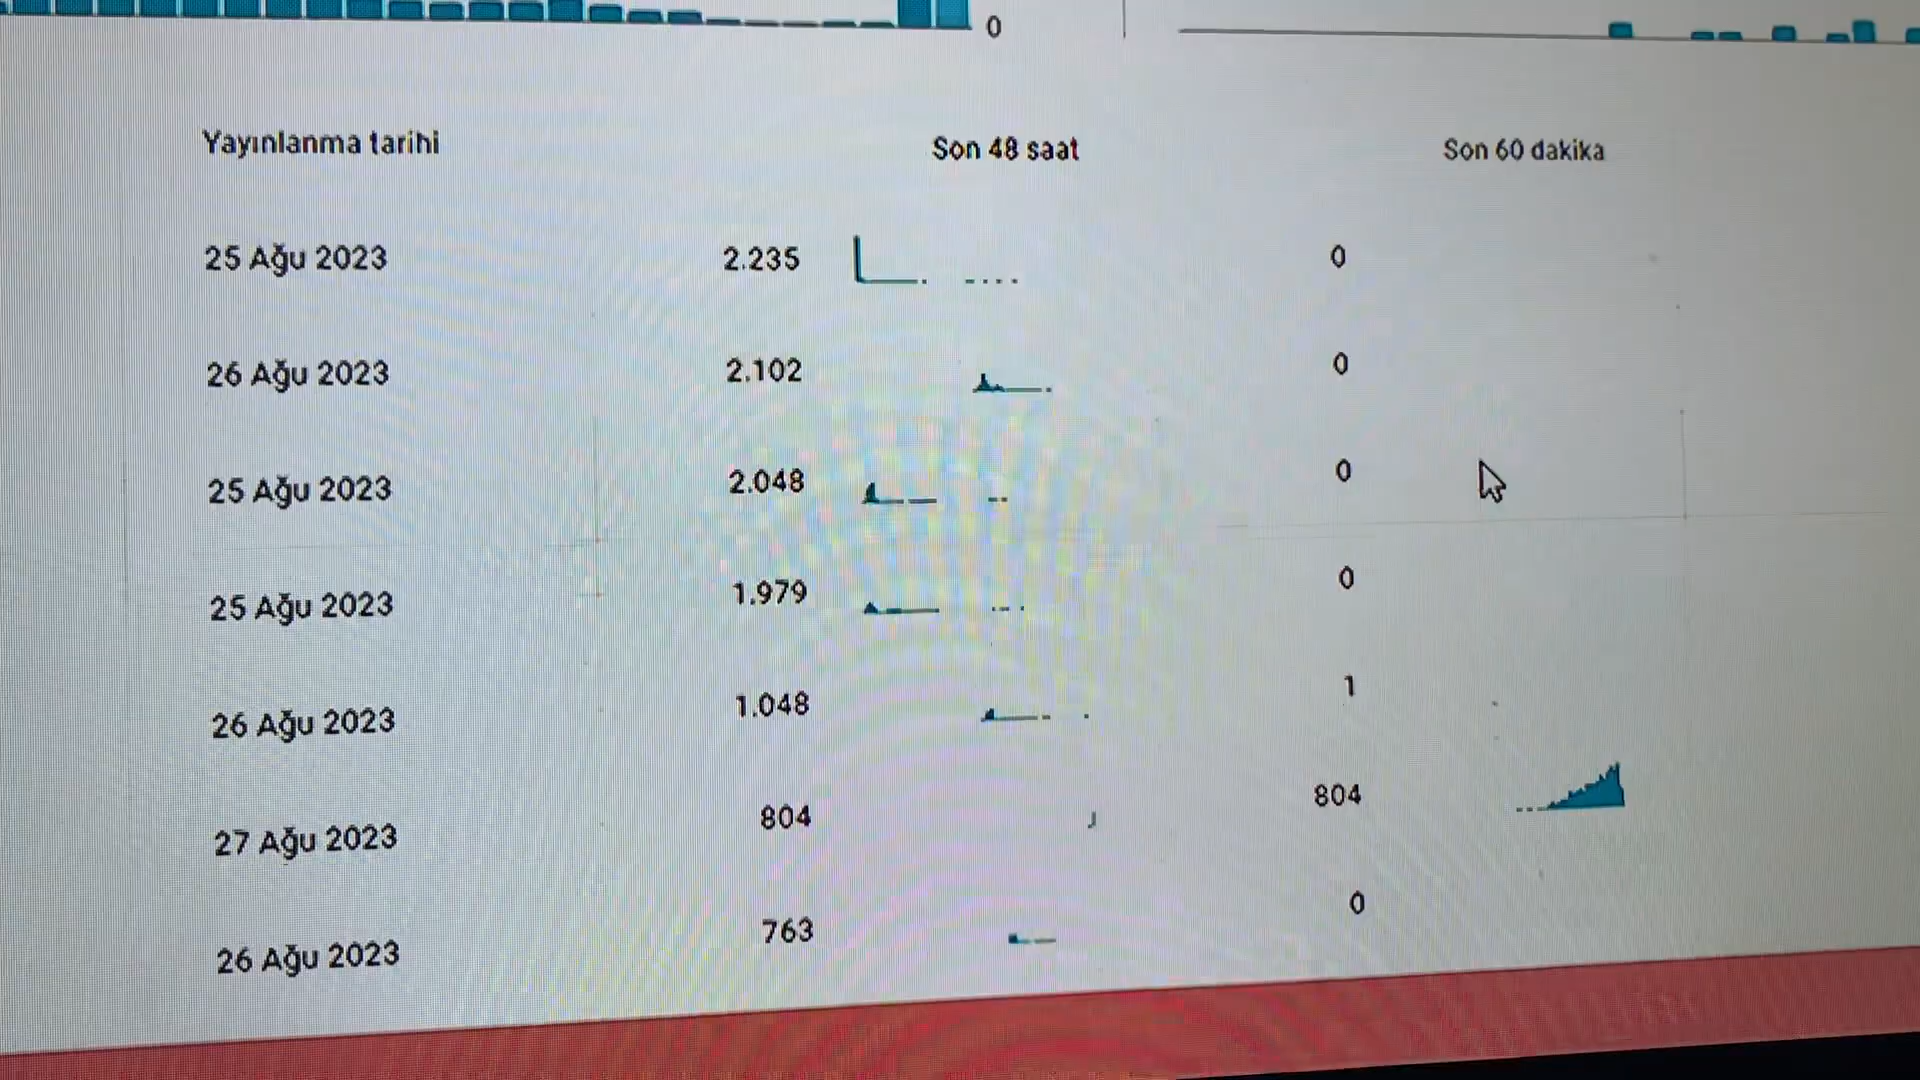 0
Yayınlanma tarihi Son 48 saat Son 60 dakika
25 Ağu 2023 2.235 0
26 Ağu 2023 2.102 0
25 Ağu 2023 2.048 0
25 Ağu 2023 1.979 0
26 Ağu 2023 1.048 1
27 Ağu 2023 804 804
26 Ağu 2023 763 0